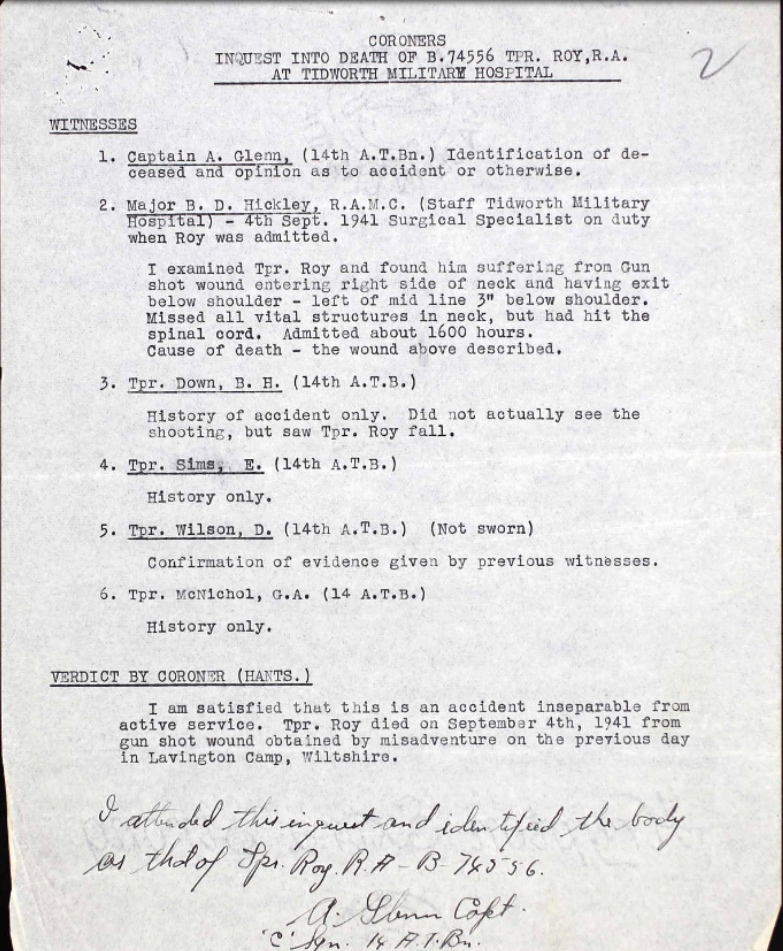 2
CORONERS
INQUEST INTO DEATH OF B.74556 TPR. ROY,R.A.
AT TIDWORTH MILITARY HOSPITAL
WITNESSES
1. Captain A. Glenn, (14th A.T.Bn.) Identification of de-
ceased and opinion as to accident or otherwise.
2. Major B. D. Hickley, R.A.M.C. (Staff Tidworth Military
Hospital) - 4th Sept. 1941 Surgical Specialist on duty
when Roy was admitted.
I examined Tpr. Roy and found him suffering from Gun
shot wound entering right side of neck and having exit
below shoulder - left of mid line 3" below shoulder.
Missed all vital structures in neck, but had hit the
spinal cord. Admitted about 1600 hours.
Cause of death - the wound above described.
3. Tpr. Down, B. H. (14th A.T.B.)
History of accident only. Did not actually see the
shooting, but saw Tpr. Roy fall.
4. Tpr. Sims, E. (14th A.T.B.)
History only.
5. Tpr. Wilson, D. (14th A.T.B.) (Not sworn)
Confirmation of evidence given by previous witnesses.
6. Tpr. McNichol, G.A. (14 A.T.B.)
History only.
VERDICT BY CORONER (HANTS.)
I am satisfied that this is an accident inseparable from
active service. Tpr. Roy died on September 4th, 1941 from
gun shot wound obtained by misadventure on the previous day
in Lavington Camp, Wiltshire.
I attended this inquest and identified the body
as that of Tpr. Roy. R.A - B - 74556.
A. Glenn Capt.
'C' Sqn. 14 A.T.Bn.